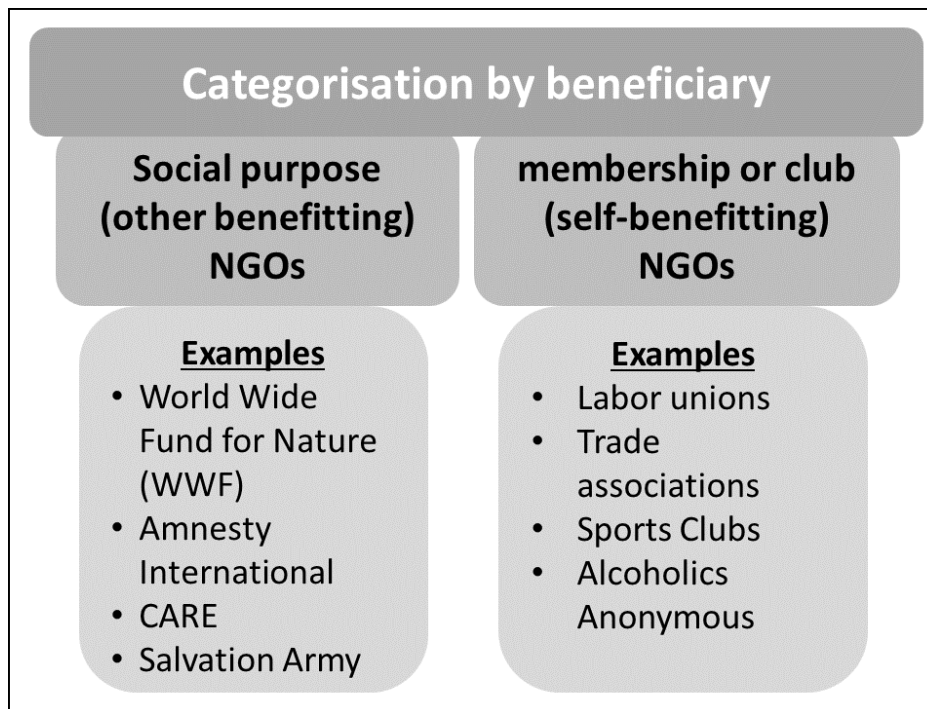 Categorisation by beneficiary
Social purpose
(other benefitting)
NGOs
membership or club
(self-benefitting)
NGOs
Examples
• World Wide
Fund for Nature
(WWF)
• Amnesty
International
• CARE
• Salvation Army
Examples
• Labor unions
• Trade
associations
• Sports Clubs
• Alcoholics
Anonymous